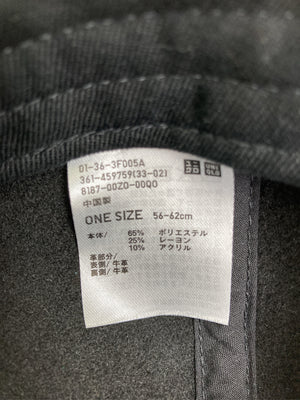 01-36-3F005A
361-459759(33-02)
8187-00Z0-00Q0
中国製
ONE SIZE 56-62cm
本体/ 65% ポリエステル
25% レーヨン
10% アクリル
革部分/
表側/牛革
裏側/牛革